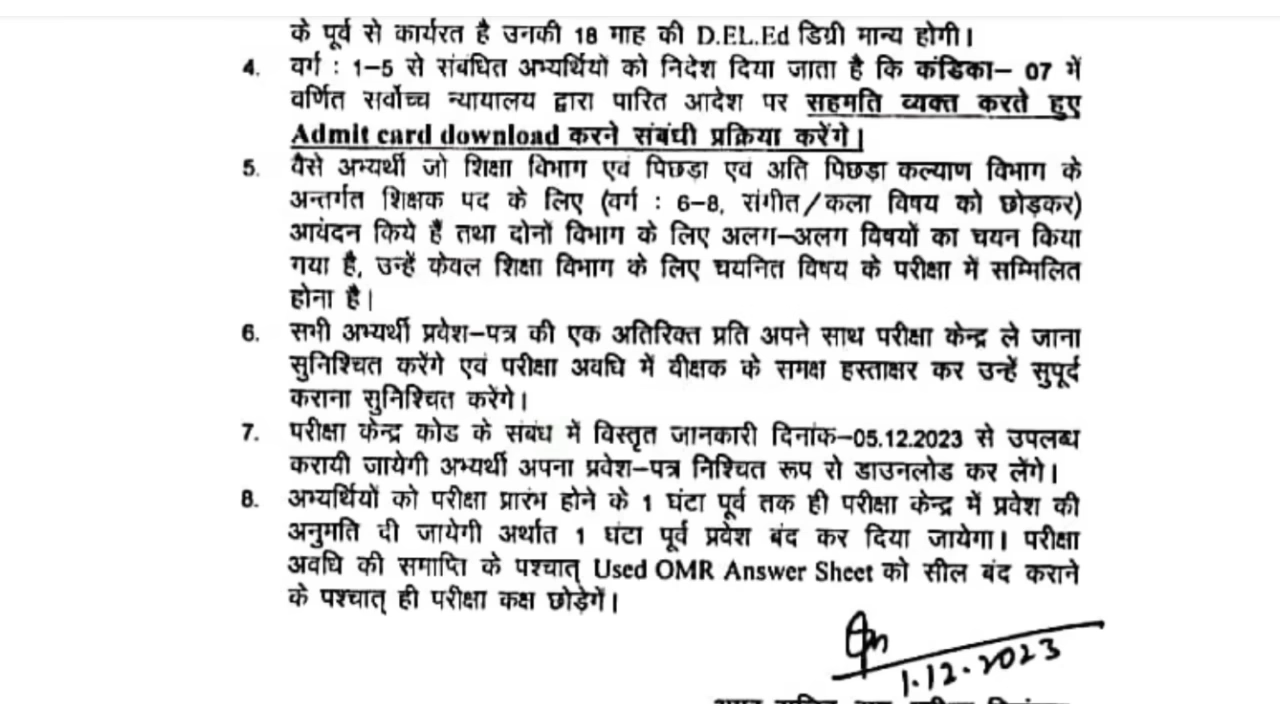 के पूर्व से कार्यरत है उनकी 18 माह की D.EL.Ed डिग्री मान्य होगी।
4. वर्ग : 1-5 से संबंधित अभ्यर्थियों को निदेश दिया जाता है कि कंडिका- 07 में
वर्णित सर्वोच्च न्यायालय द्वारा पारित आदेश पर सहमति व्यक्त करते हुए
Admit card download करने संबंधी प्रक्रिया करेंगे।
5. वैसे अभ्यर्थी जो शिक्षा विभाग एवं पिछड़ा एवं अति पिछड़ा कल्याण विभाग के
अन्तर्गत शिक्षक पद के लिए (वर्ग : 6-8, संगीत/कला विषय को छोड़कर)
आवेदन किये हैं तथा दोनों विभाग के लिए अलग-अलग विषयों का चयन किया
गया है, उन्हें केवल शिक्षा विभाग के लिए चयनित विषय के परीक्षा में सम्मिलित
होना है।
6. सभी अभ्यर्थी प्रवेश-पत्र की एक अतिरिक्त प्रति अपने साथ परीक्षा केन्द्र ले जाना
सुनिश्चित करेंगे एवं परीक्षा अवधि में वीक्षक के समक्ष हस्ताक्षर कर उन्हें सुपूर्द
कराना सुनिश्चित करेंगे।
7. परीक्षा केन्द्र कोड के संबंध में विस्तृत जानकारी दिनांक-05.12.2023 से उपलब्ध
करायी जायेगी अभ्यर्थी अपना प्रवेश-पत्र निश्चित रूप से डाउनलोड कर लेंगे।
8. अभ्यर्थियों को परीक्षा प्रारंभ होने के 1 घंटा पूर्व तक ही परीक्षा केन्द्र में प्रवेश की
अनुमति दी जायेगी अर्थात 1 घंटा पूर्व प्रवेश बंद कर दिया जायेगा। परीक्षा
अवधि की समाप्ति के पश्चात् Used OMR Answer Sheet को सील बंद कराने
के पश्चात् ही परीक्षा कक्ष छोड़ेगें।
1.12.2023